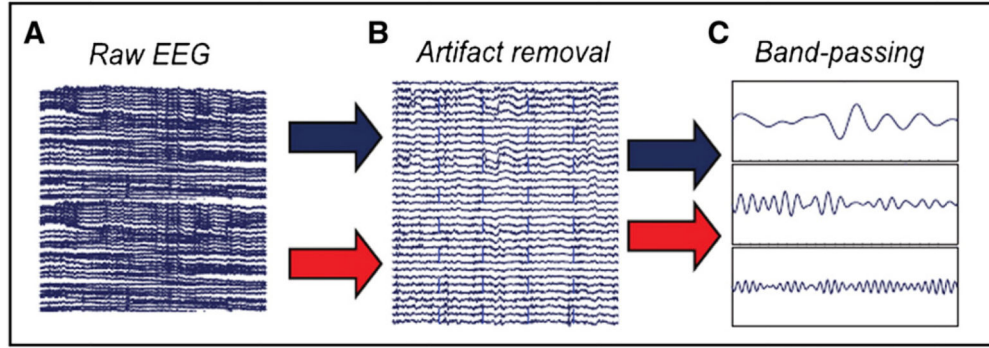 A
Raw EEG
B
Artifact removal
C
Band-passing